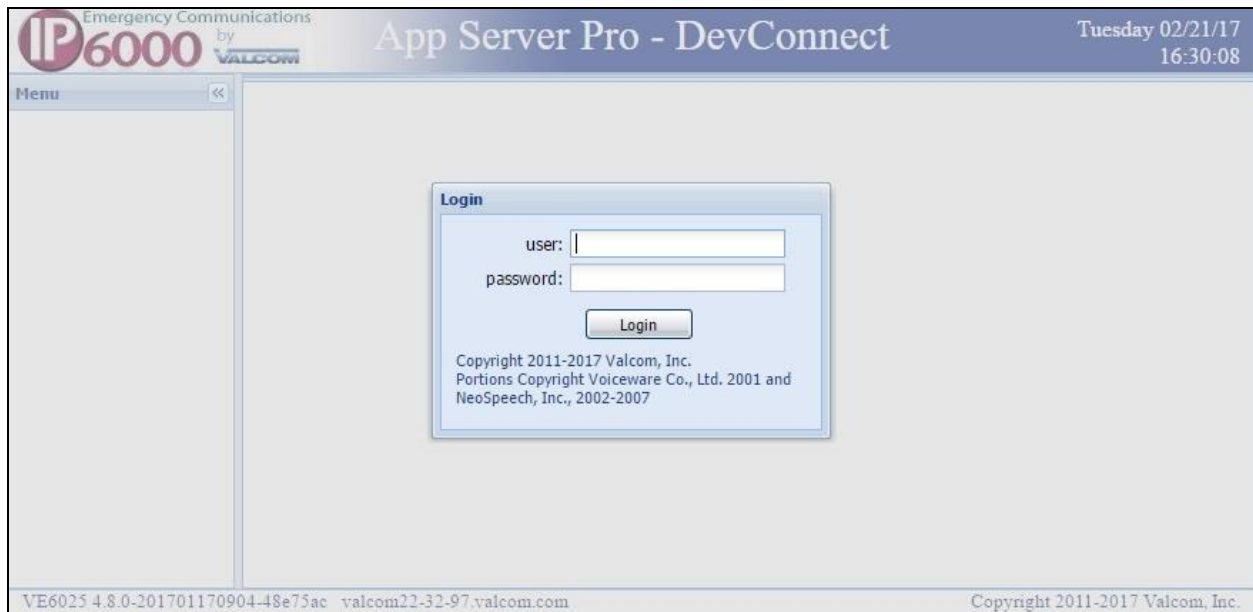 Emergency Communications
IP6000 by VALCOM
App Server Pro - DevConnect
Tuesday 02/21/17
16:30:08
Menu
Login
user:
password:
Login
Copyright 2011-2017 Valcom, Inc.
Portions Copyright Voiceware Co., Ltd. 2001 and
NeoSpeech, Inc., 2002-2007
VE6025 4.8.0-201701170904-48e75ac valcom22-32-97.valcom.com
Copyright 2011-2017 Valcom, Inc.